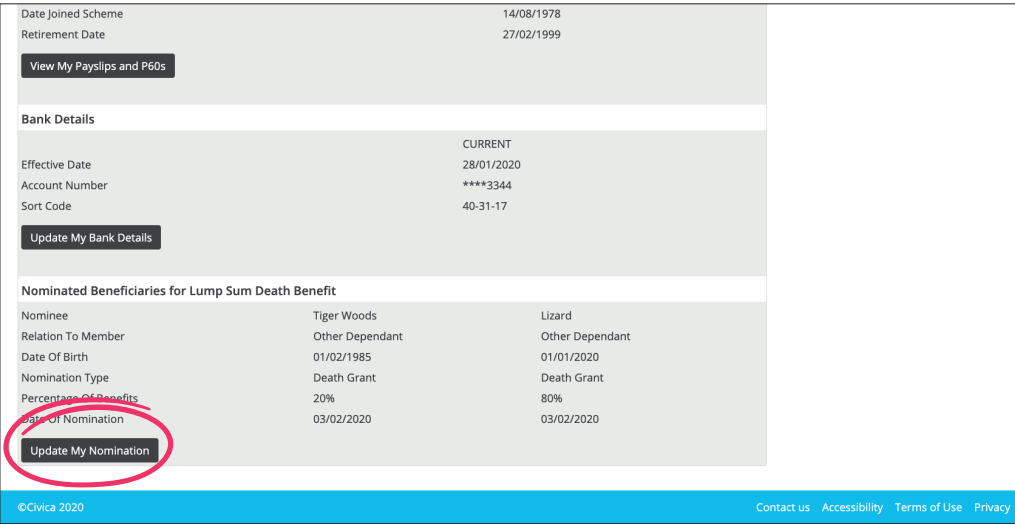 Date Joined Scheme 14/08/1978
Retirement Date 27/02/1999
View My Payslips and P60s
Bank Details
CURRENT
Effective Date 28/01/2020
Account Number ****3344
Sort Code 40-31-17
Update My Bank Details
Nominated Beneficiaries for Lump Sum Death Benefit
Nominee Tiger Woods Lizard
Relation To Member Other Dependant Other Dependant
Date Of Birth 01/02/1985 01/01/2020
Nomination Type Death Grant Death Grant
Percentage Of Benefits 20% 80%
Date Of Nomination 03/02/2020 03/02/2020
Update My Nomination
©Civica 2020 Contact us Accessibility Terms of Use Privacy